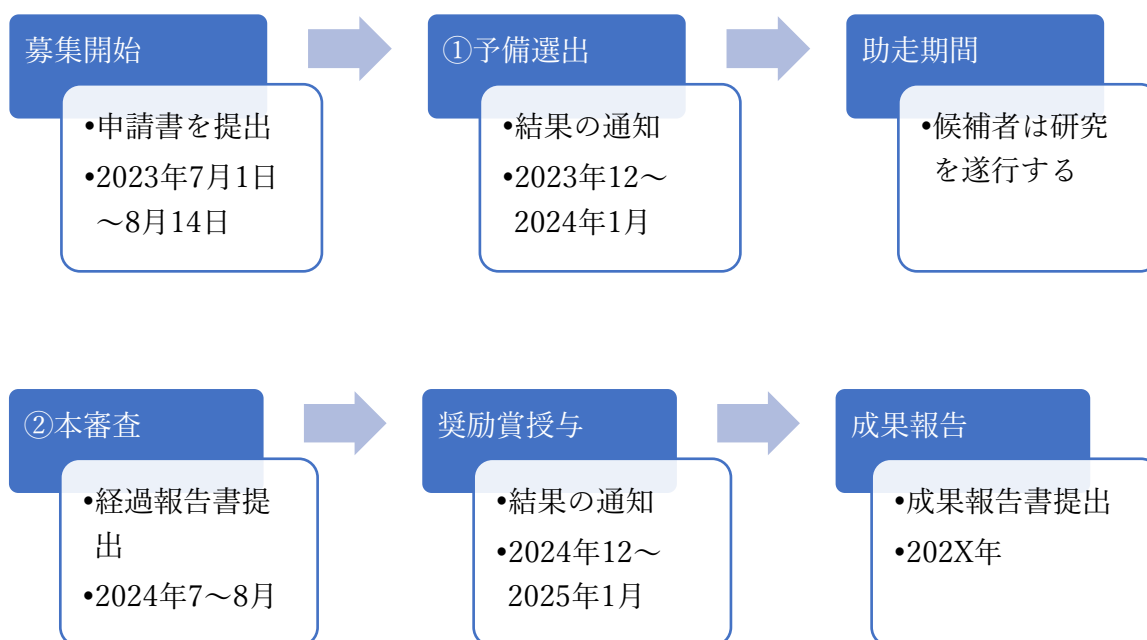 募集開始
•申請書を提出
•2023年7月1日
～8月14日
①予備選出
•結果の通知
•2023年12～
2024年1月
助走期間
•候補者は研究
を遂行する
②本審査
•経過報告書提
出
•2024年7～8月
奨励賞授与
•結果の通知
•2024年12～
2025年1月
成果報告
•成果報告書提出
•202X年